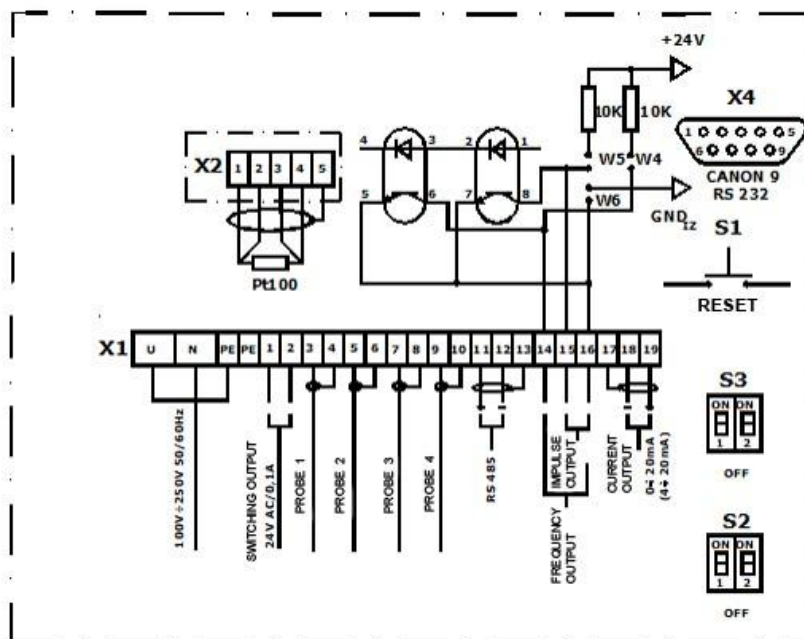 +24V
10K 10K
X4
1 5
6 9
CANON 9
RS 232
X2
1 2 3 4 5
Pt100
4 3 2 1
5 6 7 8
W5 W4
W6
GND IZ
S1
RESET
X1
U N PE PE 1 2 3 4 5 6 7 8 9 10 11 12 13 14 15 16 17 18 19
100V÷250V 50/60Hz
SWITCHING OUTPUT
24V AC/0,1A
PROBE 1
PROBE 2
PROBE 3
PROBE 4
RS 485
FREQUENCY
OUTPUT
IMPULSE
OUTPUT
CURRENT
OUTPUT
0÷20mA
(4÷20mA)
S3
ON ON
1 2
OFF
S2
ON ON
1 2
OFF